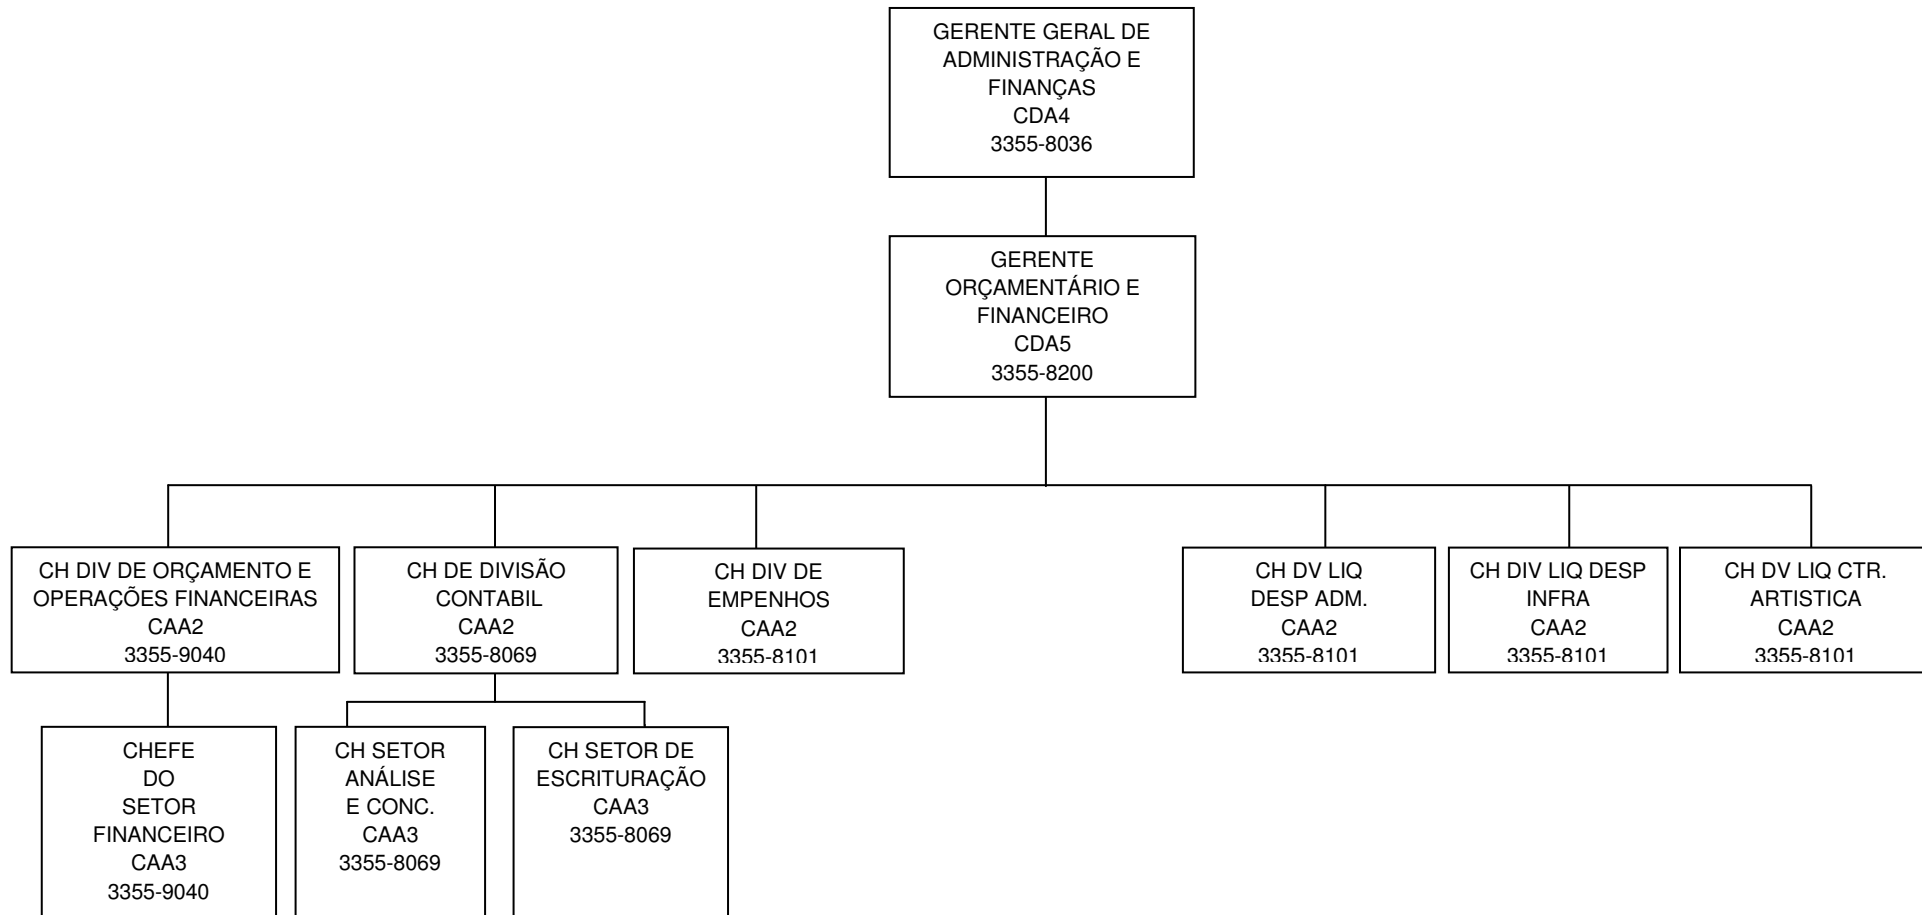 GERENTE GERAL DE
ADMINISTRAÇÃO E
FINANÇAS
CDA4
3355-8036
GERENTE
ORÇAMENTÁRIO E
FINANCEIRO
CDA5
3355-8200
CH DIV DE ORÇAMENTO E
OPERAÇÕES FINANCEIRAS
CAA2
3355-9040
CH DE DIVISÃO
CONTABIL
CAA2
3355-8069
CH DIV DE
EMPENHOS
CAA2
3355-8101
CH DV LIQ
DESP ADM.
CAA2
3355-8101
CH DIV LIQ DESP
INFRA
CAA2
3355-8101
CH DV LIQ CTR.
ARTISTICA
CAA2
3355-8101
CHEFE
DO
SETOR
FINANCEIRO
CAA3
3355-9040
CH SETOR
ANÁLISE
E CONC.
CAA3
3355-8069
CH SETOR DE
ESCRITURAÇÃO
CAA3
3355-8069